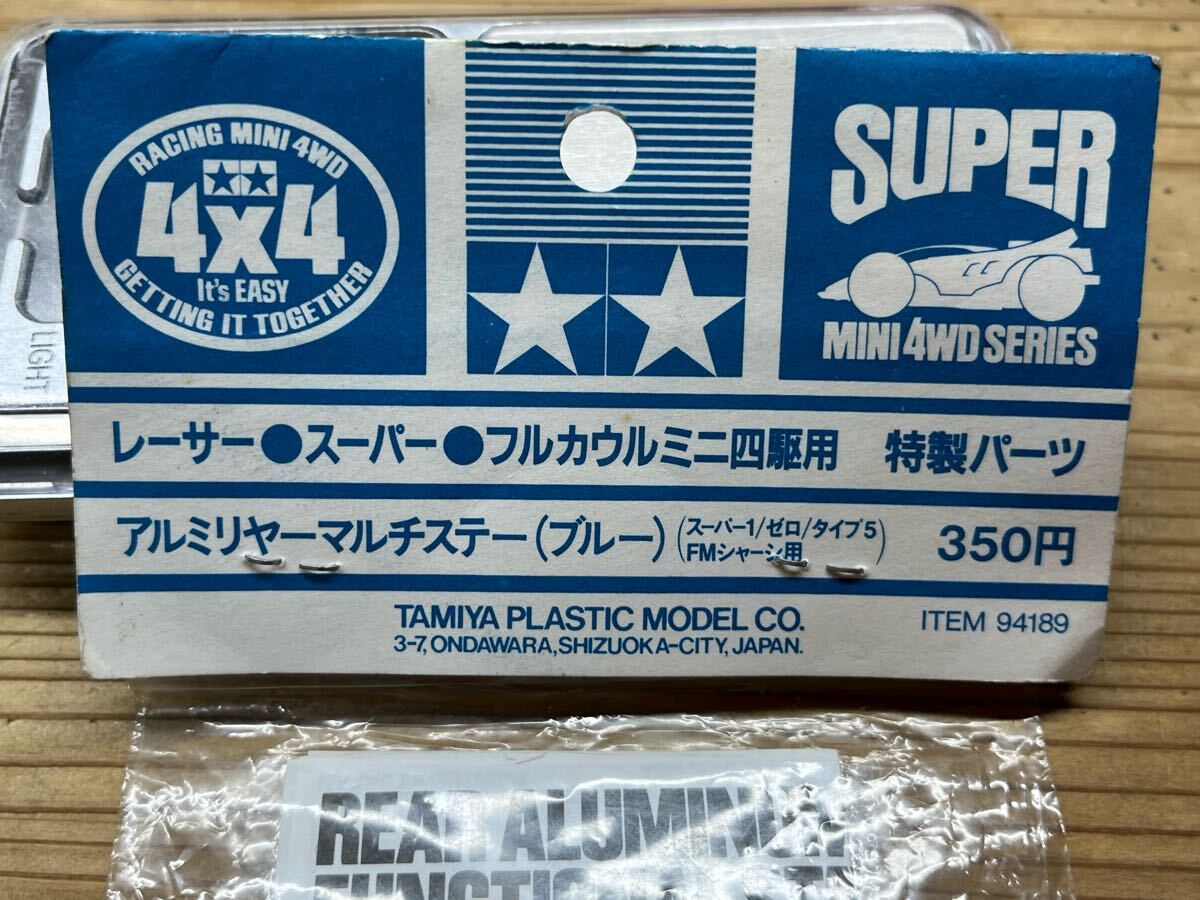 RACING MINI 4WD
4x4
It's EASY
GETTING IT TOGETHER
SUPER
MINI 4WD SERIES
レーサー●スーパー●フルカウルミニ四駆用 特製パーツ
アルミリヤーマルチステー(ブルー)(スーパー1/ゼロ/タイプ5 FMシャーシ用) 350円
TAMIYA PLASTIC MODEL CO.
3-7, ONDAWARA, SHIZUOKA-CITY, JAPAN.
ITEM 94189
LIGHT
REAR ALUMINUM